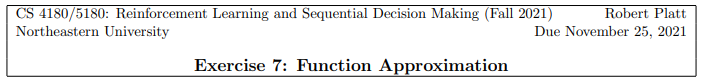 CS 4180/5180: Reinforcement Learning and Sequential Decision Making (Fall 2021) Robert Platt
Northeastern University Due November 25, 2021
Exercise 7: Function Approximation